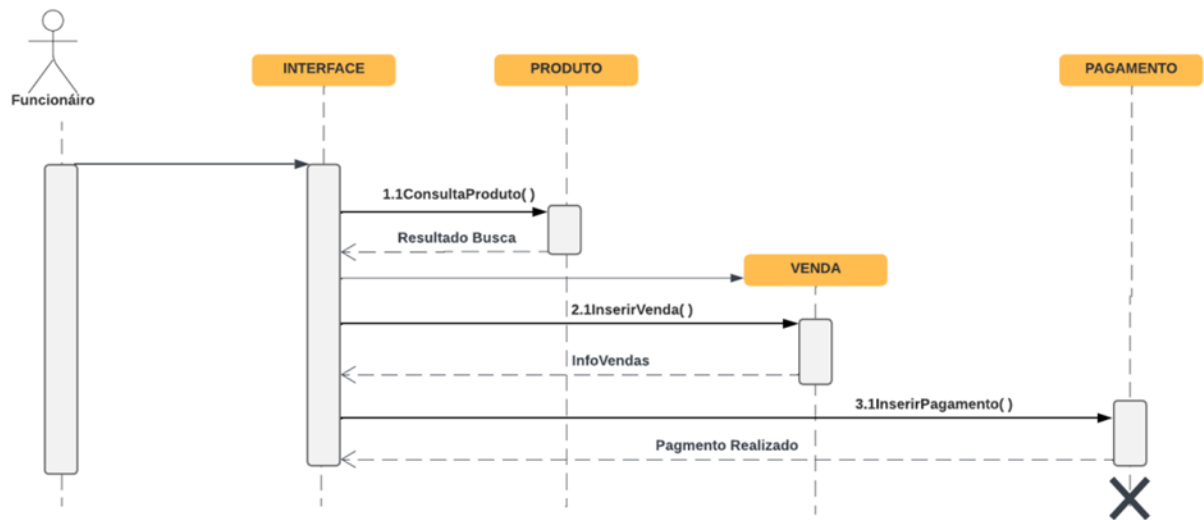 INTERFACE
PRODUTO
PAGAMENTO
Funcionáiro
1.1ConsultaProduto( )
Resultado Busca
VENDA
2.1InserirVenda( )
InfoVendas
3.1InserirPagamento( )
Pagmento Realizado